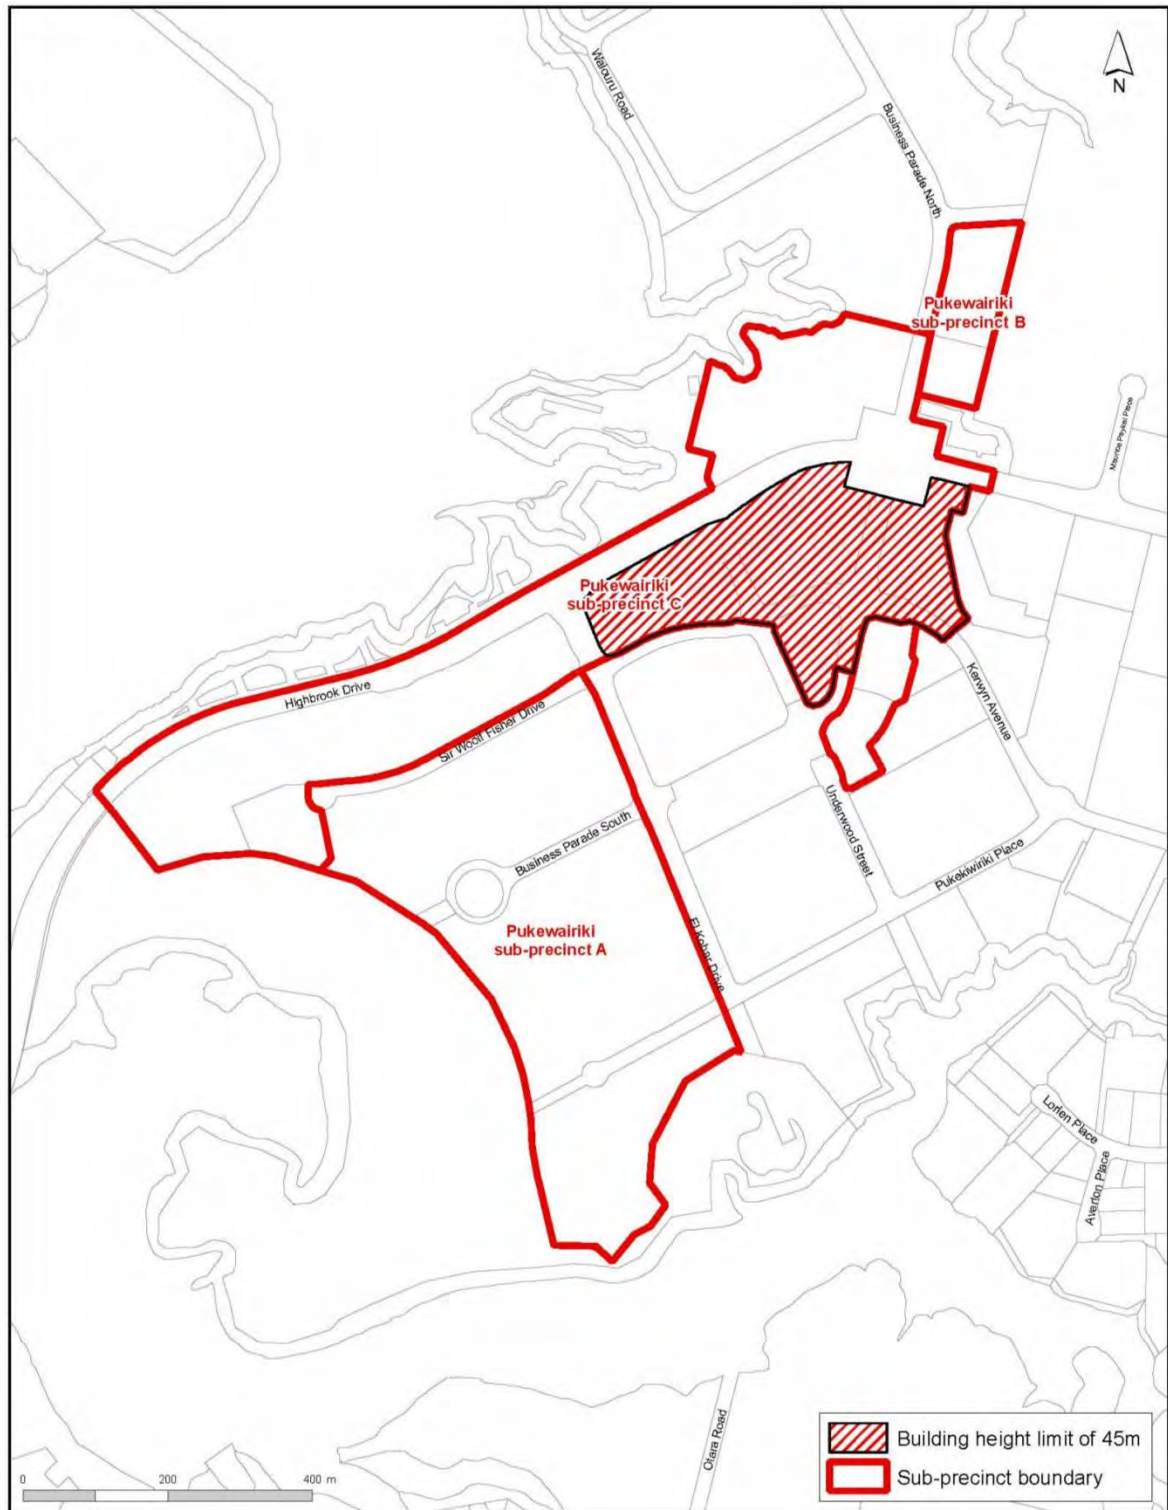 Waiouru Road
Business Parade North
N
Pukewairiki
sub-precinct B
Maurice Paykel Place
Pukewairiki
sub-precinct C
Highbrook Drive
Sir Woolf Fisher Drive
Kerwyn Avenue
Business Parade South
Underwood Street
Pukekiwiriki Place
Pukewairiki
sub-precinct A
El Kobar Drive
Lorien Place
Averton Place
Otara Road
Building height limit of 45m
Sub-precinct boundary
0 200 400 m